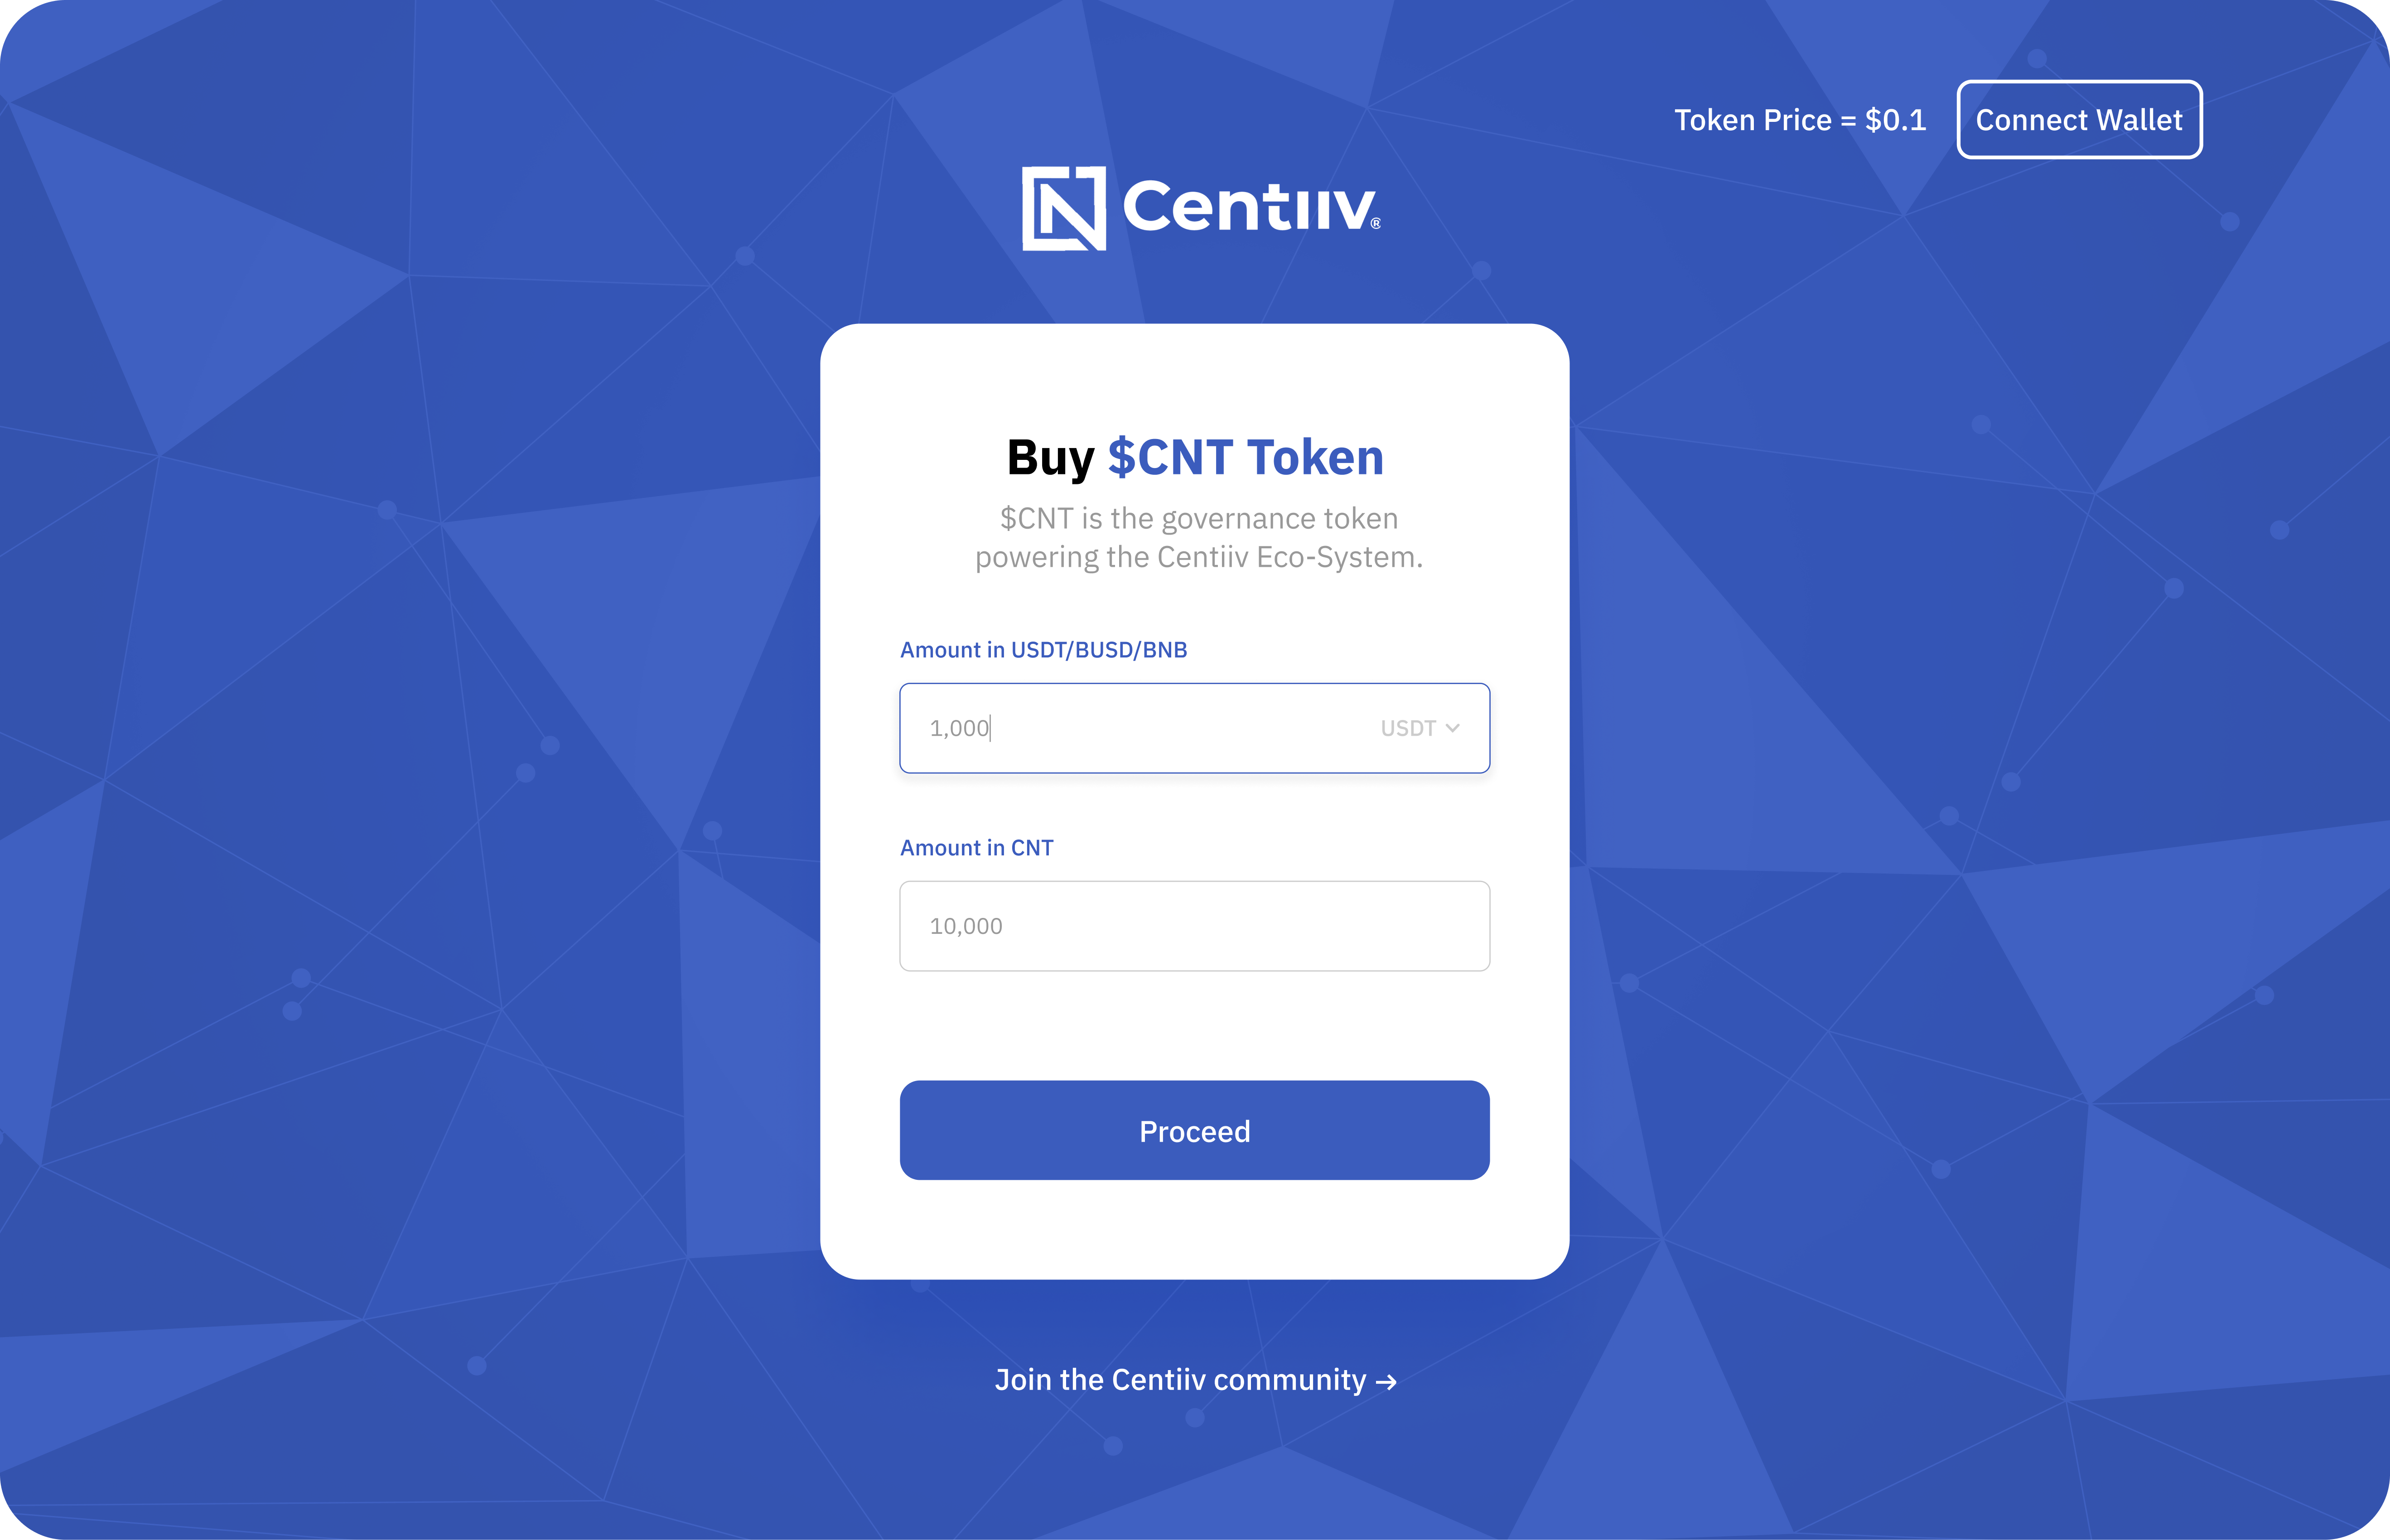 Token Price = $0.1
Connect Wallet
Centiiv®
Buy $CNT Token
$CNT is the governance token
powering the Centiiv Eco-System.
Amount in USDT/BUSD/BNB
1,000
USDT
Amount in CNT
10,000
Proceed
Join the Centiiv community →